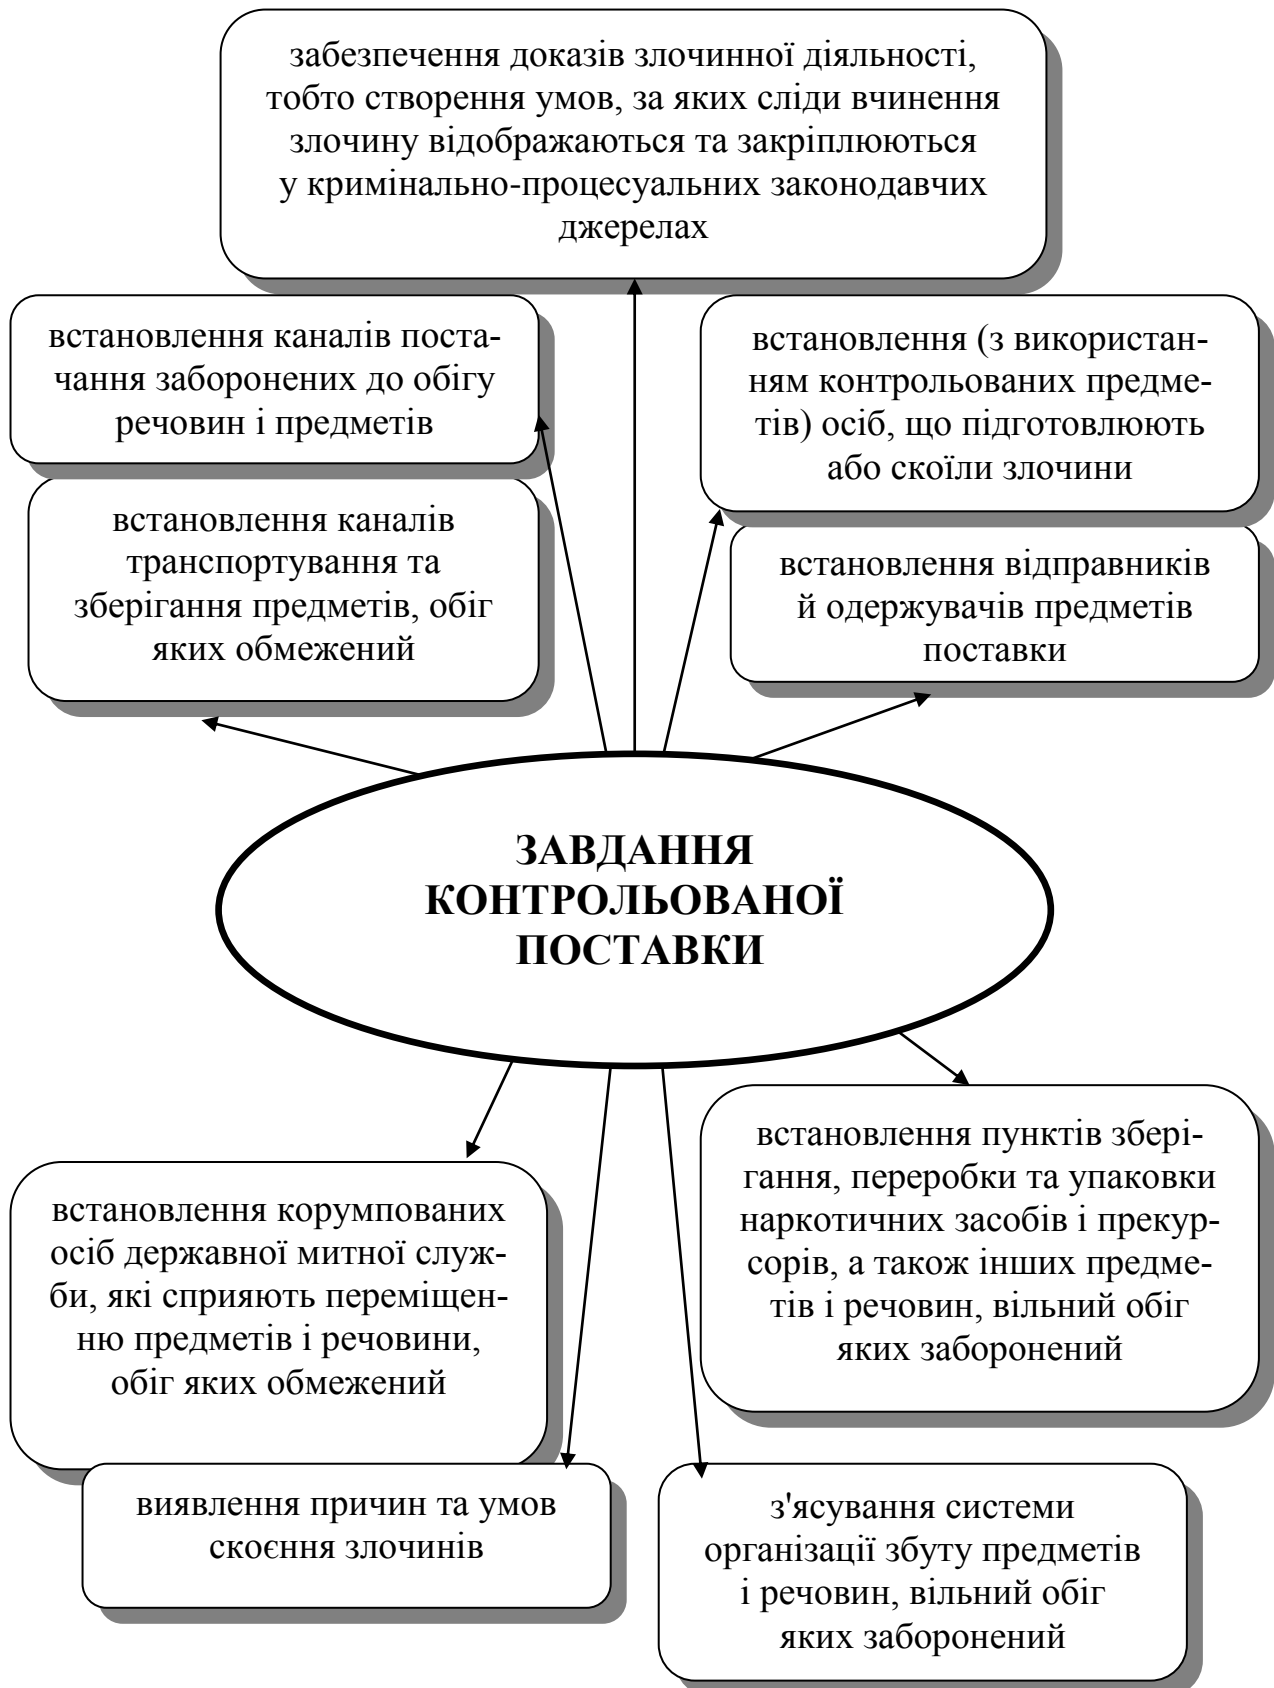 забезпечення доказів злочинної діяльності,
тобто створення умов, за яких сліди вчинення
злочину відображаються та закріплюються
у кримінально-процесуальних законодавчих
джерелах
встановлення каналів поста-
чання заборонених до обігу
речовин і предметів
встановлення (з використан-
ням контрольованих предме-
тів) осіб, що підготовлюють
або скоїли злочини
встановлення каналів
транспортування та
зберігання предметів, обіг
яких обмежений
встановлення відправників
й одержувачів предметів
поставки
ЗАВДАННЯ
КОНТРОЛЬОВАНОЇ
ПОСТАВКИ
встановлення корумпованих
осіб державної митної служ-
би, які сприяють переміщен-
ню предметів і речовини,
обіг яких обмежений
встановлення пунктів збері-
гання, переробки та упаковки
наркотичних засобів і прекур-
сорів, а також інших предме-
тів і речовин, вільний обіг
яких заборонений
виявлення причин та умов
скоєння злочинів
з'ясування системи
організації збуту предметів
і речовин, вільний обіг
яких заборонений